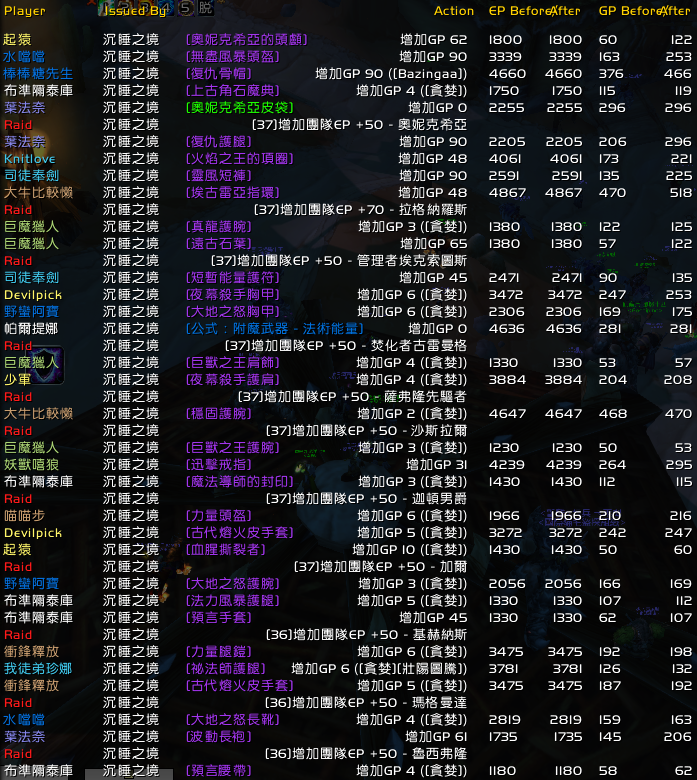 Player Issued By Action EP Before After GP Before After
起猿 沉睡之境 [奧妮克希亞的頭顱] 增加GP 62 1800 1800 60 122
水噹噹 沉睡之境 [無盡風暴頭盔] 增加GP 90 3339 3339 163 253
棒棒糖先生 沉睡之境 [復仇骨帽] 增加GP 90 ([Bazingaa]) 4660 4660 376 466
布準爾泰庫 沉睡之境 [上古角石魔典] 增加GP 4 ([貪婪]) 1750 1750 115 119
葉法奈 沉睡之境 [奧妮克希亞皮袋] 增加GP 0 2255 2255 296 296
Raid 沉睡之境 (37)增加團隊EP +50 - 奧妮克希亞
葉法奈 沉睡之境 [復仇護腿] 增加GP 90 2205 2205 206 296
Knitlove 沉睡之境 [火焰之王的項圈] 增加GP 48 4061 4061 173 221
司徒奉劍 沉睡之境 [靈風短褲] 增加GP 90 2591 2591 135 225
大牛比較懶 沉睡之境 [埃古雷亞指環] 增加GP 48 4867 4867 470 518
Raid 沉睡之境 (37)增加團隊EP +70 - 拉格納羅斯
巨魔獵人 沉睡之境 [真龍護腕] 增加GP 3 ([貪婪]) 1380 1380 122 125
巨魔獵人 沉睡之境 [遠古石葉] 增加GP 65 1380 1380 57 122
Raid 沉睡之境 (37)增加團隊EP +50 - 管理者埃克索圖斯
司徒奉劍 沉睡之境 [短暫能量護符] 增加GP 45 2471 2471 90 135
Devilpick 沉睡之境 [夜幕殺手胸甲] 增加GP 6 ([貪婪]) 3472 3472 247 253
野蠻阿寶 沉睡之境 [大地之怒胸甲] 增加GP 6 ([貪婪]) 2306 2306 169 175
帕爾提娜 沉睡之境 [公式：附魔武器 - 法術能量] 增加GP 0 4636 4636 281 281
Raid 沉睡之境 (37)增加團隊EP +50 - 焚化者古雷曼格
巨魔獵人 沉睡之境 [巨獸之王肩飾] 增加GP 4 ([貪婪]) 1330 1330 53 57
少軍 沉睡之境 [夜幕殺手護肩] 增加GP 4 ([貪婪]) 3884 3884 204 208
Raid 沉睡之境 (37)增加團隊EP +50 - 薩弗隆先驅者
大牛比較懶 沉睡之境 [穩固護腕] 增加GP 2 ([貪婪]) 4647 4647 468 470
Raid 沉睡之境 (37)增加團隊EP +50 - 沙斯拉爾
巨魔獵人 沉睡之境 [巨獸之王護腕] 增加GP 3 ([貪婪]) 1230 1230 50 53
妖獸嘻狼 沉睡之境 [迅擊戒指] 增加GP 31 4239 4239 264 295
布準爾泰庫 沉睡之境 [魔法導師的封印] 增加GP 3 ([貪婪]) 1430 1430 112 115
Raid 沉睡之境 (37)增加團隊EP +50 - 迦頓男爵
喵喵步 沉睡之境 [力量頭盔] 增加GP 6 ([貪婪]) 1966 1966 210 216
Devilpick 沉睡之境 [古代熔火皮手套] 增加GP 5 ([貪婪]) 3272 3272 242 247
起猿 沉睡之境 [血腥撕裂者] 增加GP 10 ([貪婪]) 1430 1430 50 60
Raid 沉睡之境 (37)增加團隊EP +50 - 加爾
野蠻阿寶 沉睡之境 [大地之怒護腕] 增加GP 3 ([貪婪]) 2056 2056 166 169
布準爾泰庫 沉睡之境 [法力風暴護腿] 增加GP 5 ([貪婪]) 1330 1330 107 112
布準爾泰庫 沉睡之境 [預言手套] 增加GP 45 1330 1330 62 107
Raid 沉睡之境 (36)增加團隊EP +50 - 基赫納斯
衝鋒釋放 沉睡之境 [力量腿鎧] 增加GP 6 ([貪婪]) 3475 3475 192 198
我徒弟珍娜 沉睡之境 [祕法師護腿] 增加GP 6 ([貪婪][壯陽圖騰]) 3781 3781 126 132
衝鋒釋放 沉睡之境 [古代熔火皮手套] 增加GP 5 ([貪婪]) 3475 3475 187 192
Raid 沉睡之境 (36)增加團隊EP +50 - 瑪格曼達
水噹噹 沉睡之境 [大地之怒長靴] 增加GP 4 ([貪婪]) 2819 2819 159 163
葉法奈 沉睡之境 [波動長袍] 增加GP 61 1735 1735 145 206
Raid 沉睡之境 (36)增加團隊EP +50 - 魯西弗隆
布準爾泰庫 沉睡之境 [預言腰帶] 增加GP 4 ([貪婪]) 1180 1180 58 62